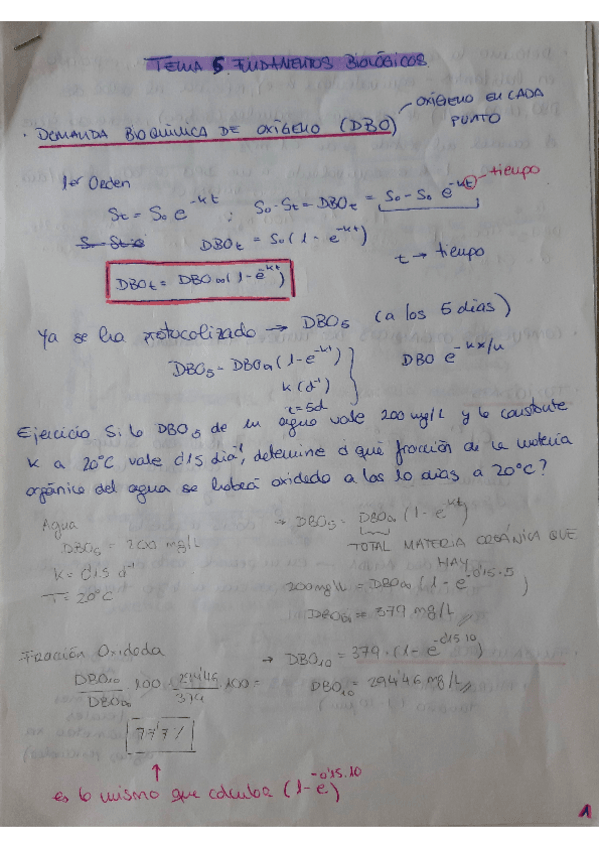 TEMA 5. FUNDAMENTOS BIOLÓGICOS.
· DEMANDA BIOQUIMICA DE OXÍGENO (DBO)
OXÍGENO EN CADA PUNTO
1er Orden
St = S₀ e^-kt ; S₀ - St = DBOt = S₀ - S₀ e^-kt → tiempo
DBOt = S₀ (1 - e^-kt)
t → tiempo
DBOt = DBO∞ (1 - e^-kt)
Ya se ha protocolizado → DBO₅ (a los 5 días)
DBO₅ = DBO∞ (1 - e^-kt)
DBO e^-kx/u
k (d⁻¹)
t = 5d
Ejercicio Si la DBO₅ de un agua vale 200 mg/L y la constante
K a 20°C vale 0'15 dia⁻¹, determine d qué fracción de la materia
orgánica del agua se habrá oxidado a los 10 dias a 20°C?
Agua
→ DBO₅ = DBO∞ (1 - e^-kt)
DBO₅ = 200 mg/L
TOTAL MATERIA ORGÁNICA QUE HAY
K = 0'15 d⁻¹
200mg/L = DBO∞ (1 - e^-0'15·5)
T = 20°C
DBO∞ = 379 mg/L
Fracción Oxidada
→ DBO₁₀ = 379 · (1 - e^-0'15·10)
DBO₁₀/DBO∞ · 100 = 294'46/379 · 100 =
DBO₁₀ = 294'46 mg/L
77'7%
↑
es lo mismo que calcular (1 - e^-0'15·10)
1